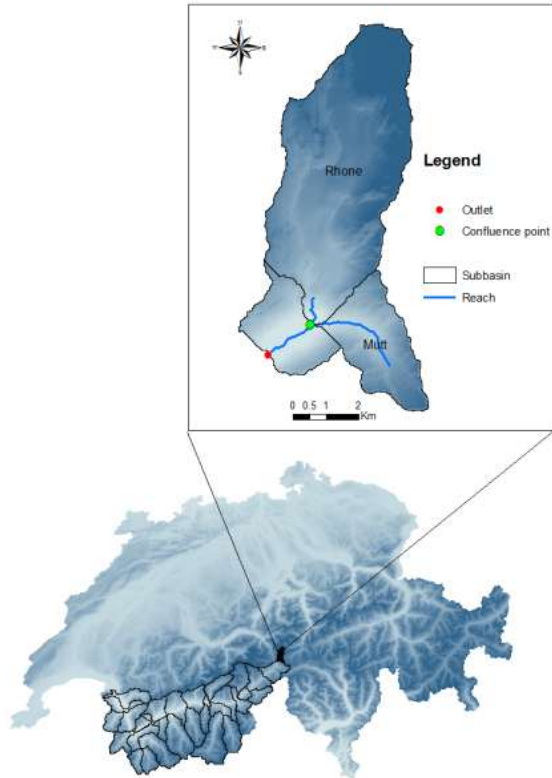 Rhone
Legend
Outlet
Confluence point
Subbasin
Reach
Mutt
0 0.5 1 2
Km